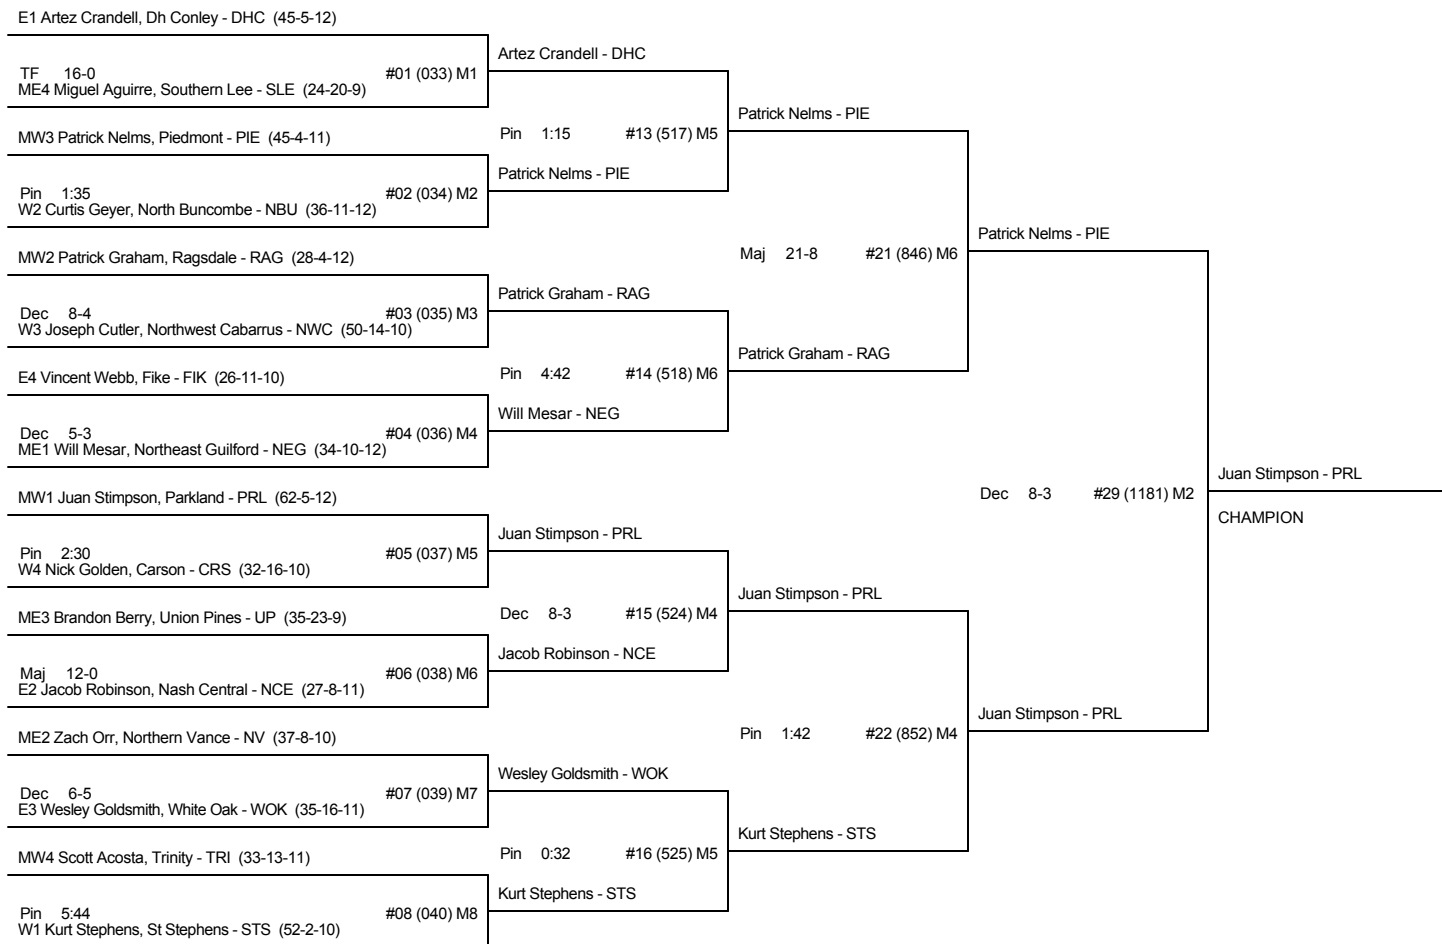 E1 Artez Crandell, Dh Conley - DHC (45-5-12)
Artez Crandell - DHC
TF 16-0 #01 (033) M1
ME4 Miguel Aguirre, Southern Lee - SLE (24-20-9)
Patrick Nelms - PIE
MW3 Patrick Nelms, Piedmont - PIE (45-4-11)
Pin 1:15 #13 (517) M5
Patrick Nelms - PIE
Pin 1:35 #02 (034) M2
W2 Curtis Geyer, North Buncombe - NBU (36-11-12)
Patrick Nelms - PIE
MW2 Patrick Graham, Ragsdale - RAG (28-4-12)
Maj 21-8 #21 (846) M6
Patrick Graham - RAG
Dec 8-4 #03 (035) M3
W3 Joseph Cutler, Northwest Cabarrus - NWC (50-14-10)
Patrick Graham - RAG
E4 Vincent Webb, Fike - FIK (26-11-10)
Pin 4:42 #14 (518) M6
Will Mesar - NEG
Dec 5-3 #04 (036) M4
ME1 Will Mesar, Northeast Guilford - NEG (34-10-12)
Juan Stimpson - PRL
MW1 Juan Stimpson, Parkland - PRL (62-5-12)
Dec 8-3 #29 (1181) M2
CHAMPION
Juan Stimpson - PRL
Pin 2:30 #05 (037) M5
W4 Nick Golden, Carson - CRS (32-16-10)
Juan Stimpson - PRL
ME3 Brandon Berry, Union Pines - UP (35-23-9)
Dec 8-3 #15 (524) M4
Jacob Robinson - NCE
Maj 12-0 #06 (038) M6
E2 Jacob Robinson, Nash Central - NCE (27-8-11)
Juan Stimpson - PRL
ME2 Zach Orr, Northern Vance - NV (37-8-10)
Pin 1:42 #22 (852) M4
Wesley Goldsmith - WOK
Dec 6-5 #07 (039) M7
E3 Wesley Goldsmith, White Oak - WOK (35-16-11)
Kurt Stephens - STS
MW4 Scott Acosta, Trinity - TRI (33-13-11)
Pin 0:32 #16 (525) M5
Kurt Stephens - STS
Pin 5:44 #08 (040) M8
W1 Kurt Stephens, St Stephens - STS (52-2-10)